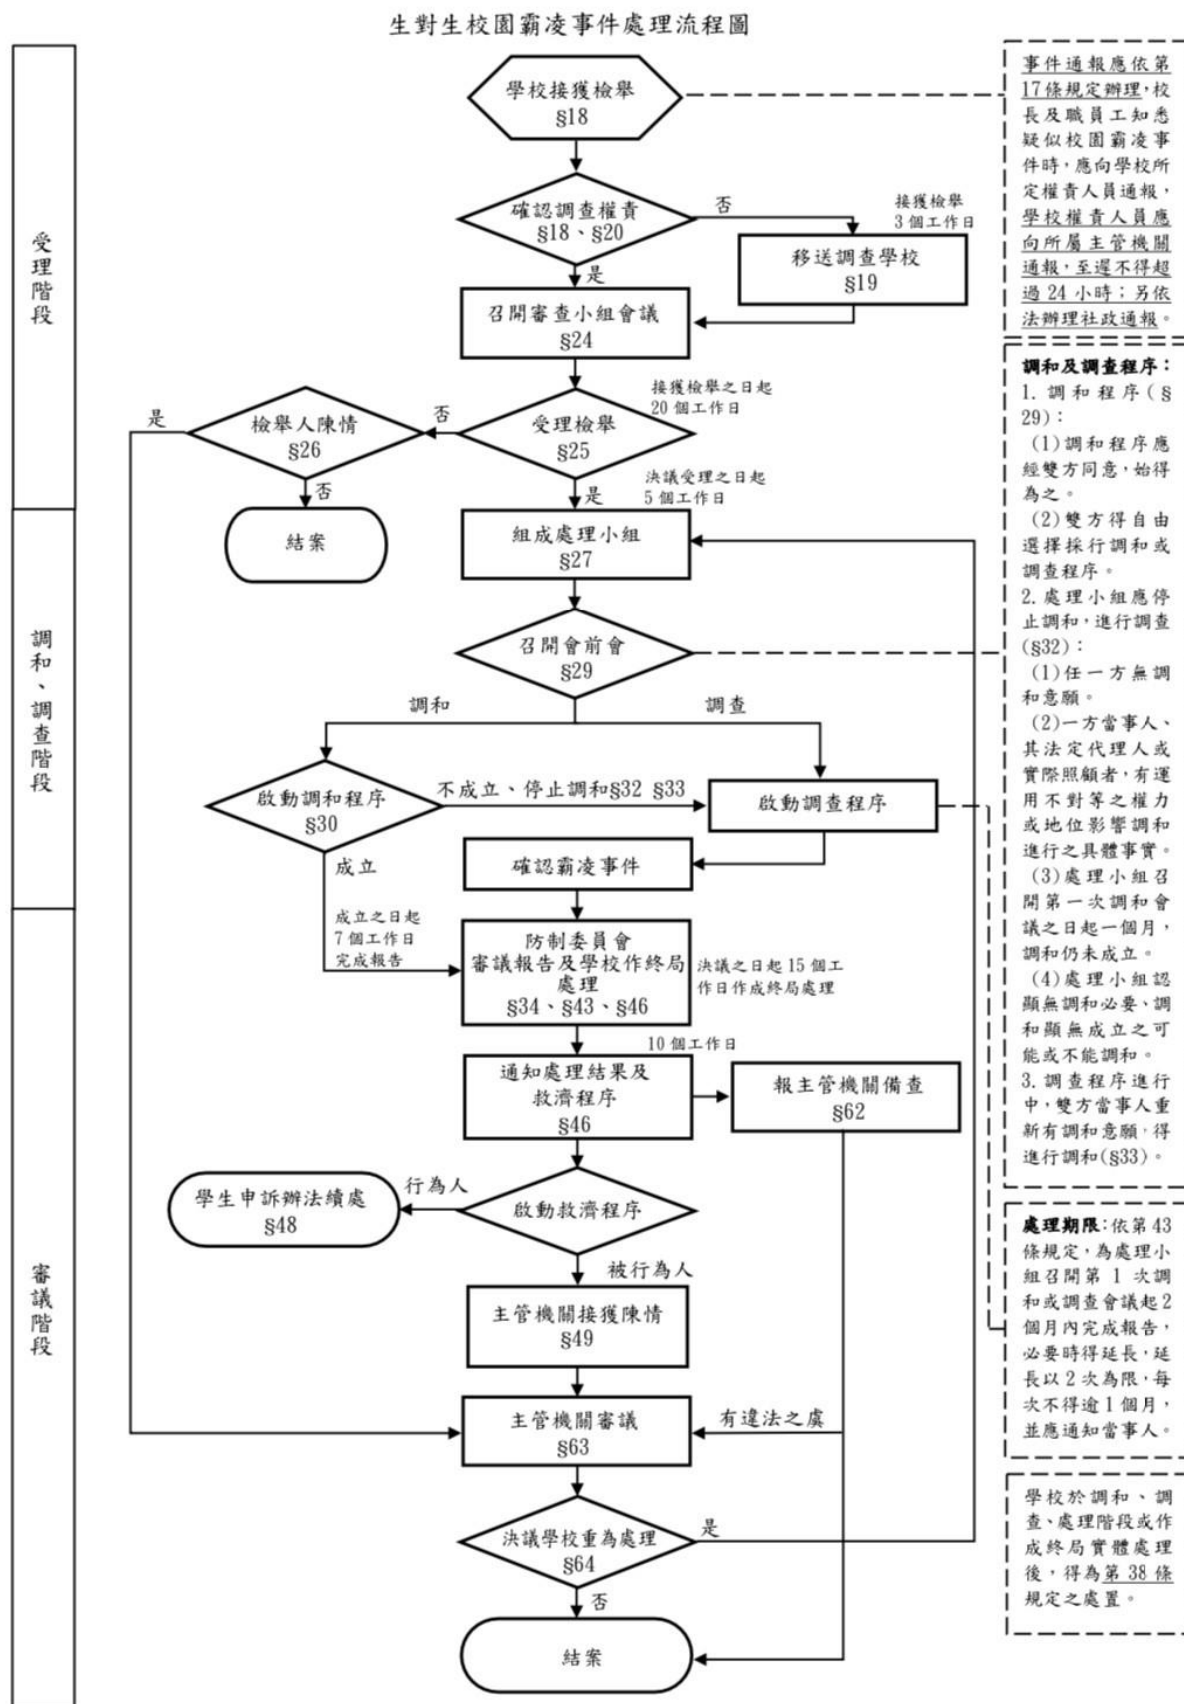 生對生校園霸凌事件處理流程圖
受理階段
學校接獲檢舉
§18
確認調查權責
§18、§20
否
接獲檢舉
3個工作日
移送調查學校
§19
是
召開審查小組會議
§24
接獲檢舉之日起
20個工作日
受理檢舉
§25
否
檢舉人陳情
§26
是
否
結案
決議受理之日起
5個工作日
是
調和、調查階段
組成處理小組
§27
召開會前會
§29
調和
調查
啟動調和程序
§30
不成立、停止調和§32 §33
啟動調查程序
成立
確認霸凌事件
審議階段
成立之日起
7個工作日
完成報告
防制委員會
審議報告及學校作終局
處理
§34、§43、§46
決議之日起15個工
作日作成終局處理
10個工作日
通知處理結果及
救濟程序
§46
報主管機關備查
§62
啟動救濟程序
行為人
學生申訴辦法續處
§48
被行為人
主管機關接獲陳情
§49
主管機關審議
§63
有違法之虞
決議學校重為處理
§64
是
否
結案
事件通報應依第
17條規定辦理,校
長及職員工知悉
疑似校園霸凌事
件時,應向學校所
定權責人員通報,
學校權責人員應
向所屬主管機關
通報,至遲不得超
過24小時;另依
法辦理社政通報。
調和及調查程序:
1.調和程序(§
29):
(1)調和程序應
經雙方同意,始得
為之。
(2)雙方得自由
選擇採行調和或
調查程序。
2.處理小組應停
止調和,進行調查
(§32):
(1)任一方無調
和意願。
(2)一方當事人、
其法定代理人或
實際照顧者,有運
用不對等之權力
或地位影響調和
進行之具體事實。
(3)處理小組召
開第一次調和會
議之日起一個月,
調和仍未成立。
(4)處理小組認
顯無調和必要、調
和顯無成立之可
能或不能調和。
3.調查程序進行
中,雙方當事人重
新有調和意願,得
進行調和(§33)。
處理期限:依第43
條規定,為處理小
組召開第1次調
和或調查會議起2
個月內完成報告,
必要時得延長,延
長以2次為限,每
次不得逾1個月,
並應通知當事人。
學校於調和、調
查、處理階段或作
成終局實體處理
後,得為第38條
規定之處置。